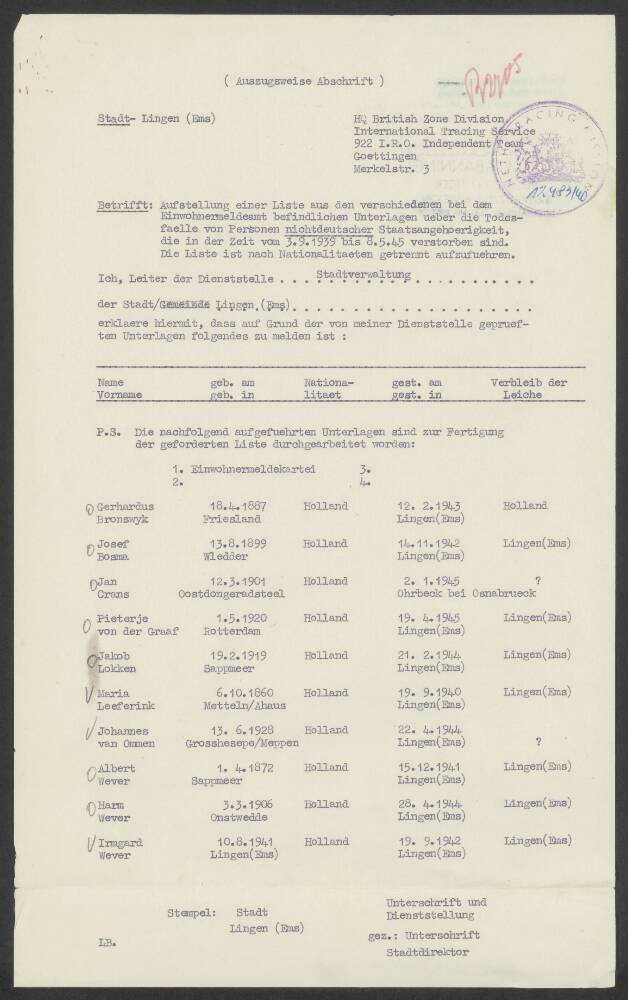 ( Auszugsweise Abschrift )
Stadt- Lingen (Ems)
HQ British Zone Division
International Tracing Service
922 I.R.O. Independent Team
Goettingen
Merkelstr. 3
Betrifft: Aufstellung einer Liste aus den verschiedenen bei dem
Einwohnermeldeamt befindlichen Unterlagen ueber die Todes-
faelle von Personen nichtdeutscher Staatsangehoerigkeit,
die in der Zeit vom 3.9.1939 bis 8.5.45 verstorben sind.
Die Liste ist nach Nationalitaeten getrennt aufzufuehren.
Ich, Leiter der Dienststelle . . . Stadtverwaltung . . . . . . . . . . .
der Stadt/Gemeinde Lingen (Ems) . . . . . . . . . . . . . . . . . . . .
erklaere hiermit, dass auf Grund der von meiner Dienststelle geprüef-
ten Unterlagen folgendes zu melden ist :
Name geb. am Nationa- gest. am Verbleib der
Vorname geb. in litaet gest. in Leiche
P.S. Die nachfolgend aufgefuehrten Unterlagen sind zur Fertigung
der geforderten Liste durchgearbeitet worden:
1. Einwohnermeldekartei 3.
2. 4.
Gerhardus 18.4.1887 Holland 12. 2.1943 Holland
Bronswyk Friesland Lingen(Ems)
Josef 13.8.1899 Holland 14.11.1942 Lingen(Ems)
Bosma Wledder Lingen(Ems)
Jan 12.3.1901 Holland 2. 1.1945 ?
Crans Oostdongeradsteel Ohrbeck bei Osnabrueck
Pieterje 1.5.1920 Holland 19. 4.1945 Lingen(Ems)
von der Graaf Rotterdam Lingen(Ems)
Jakob 19.2.1919 Holland 21. 2.1944 Lingen(Ems)
Lokken Sappmeer Lingen(Ems)
Maria 6.10.1860 Holland 19. 9.1940 Lingen(Ems)
Leeferink Metteln/Ahaus Lingen(Ems)
Johannes 13. 6.1928 Holland 22. 4.1944
van Ommen Grosshesepe/Meppen Lingen(Ems) ?
Albert 1. 4.1872 Holland 15.12.1941 Lingen(Ems)
Wever Sappmeer Lingen(Ems)
Harm 3.3.1906 Holland 28. 4.1944 Lingen(Ems)
Wever Onstwedde Lingen(Ems)
Irmgard 10.8.1941 Holland 19. 9.1942 Lingen(Ems)
Wever Lingen(Ems) Lingen(Ems)
Unterschrift und
Stempel: Stadt Dienststellung
Lingen (Ems)
gez.: Unterschrift
LB.
Stadtdirektor